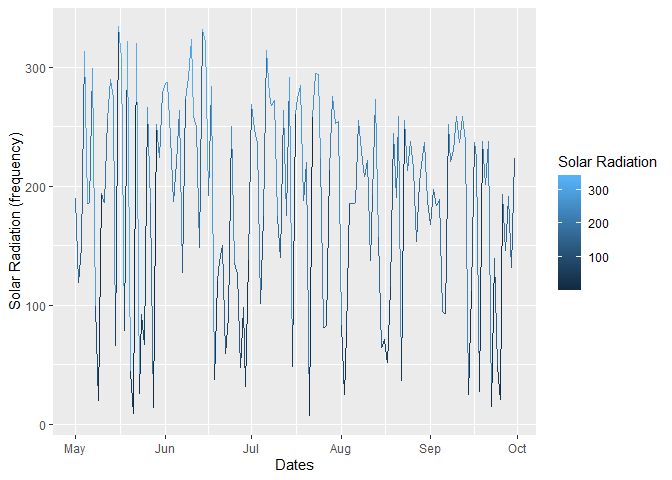 Solar Radiation (frequency)
300
200
100
0
May Jun Jul Aug Sep Oct
Dates
Solar Radiation
300
200
100